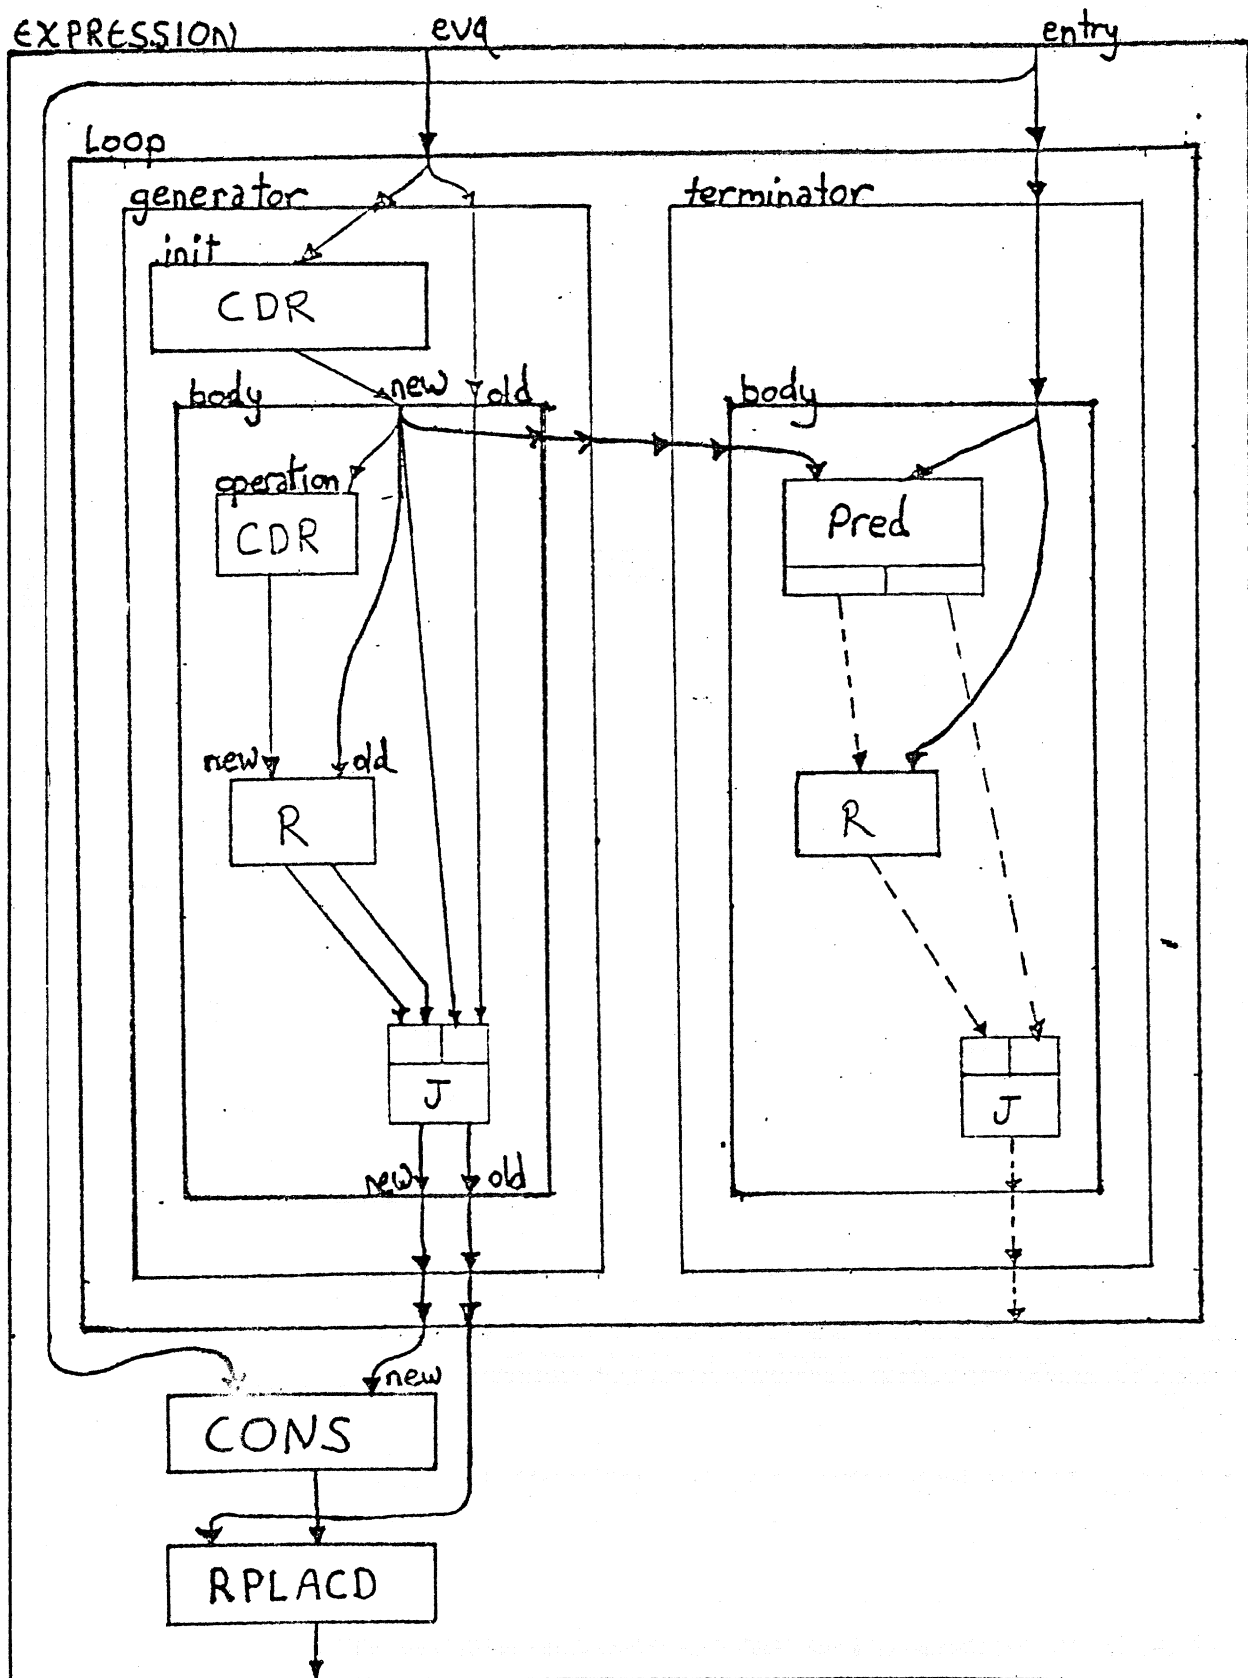 EXPRESSION evq entry
Loop
generator terminator
init
CDR
body new old body
operation
CDR Pred
new old
R R
J J
new old
new
CONS
RPLACD